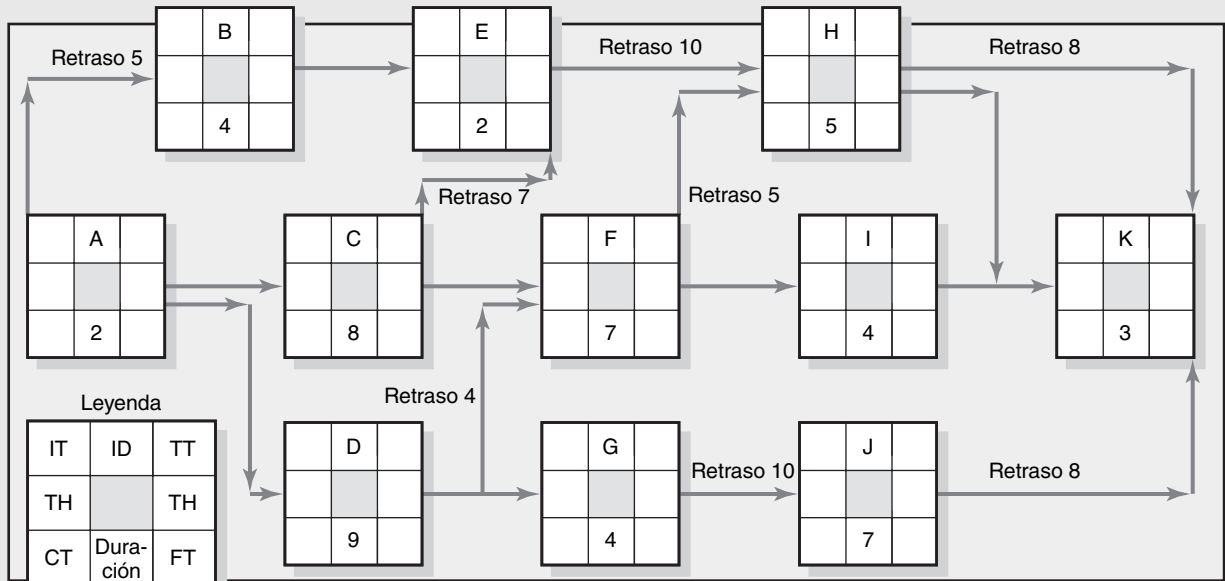 B
E
H
Retraso 5
Retraso 10
Retraso 8
4
2
5
Retraso 7
Retraso 5
A
C
F
I
K
2
8
7
4
3
Retraso 4
Leyenda
D
G
J
IT
ID
TT
Retraso 10
Retraso 8
TH
TH
9
4
7
CT
Dura-
ción
FT